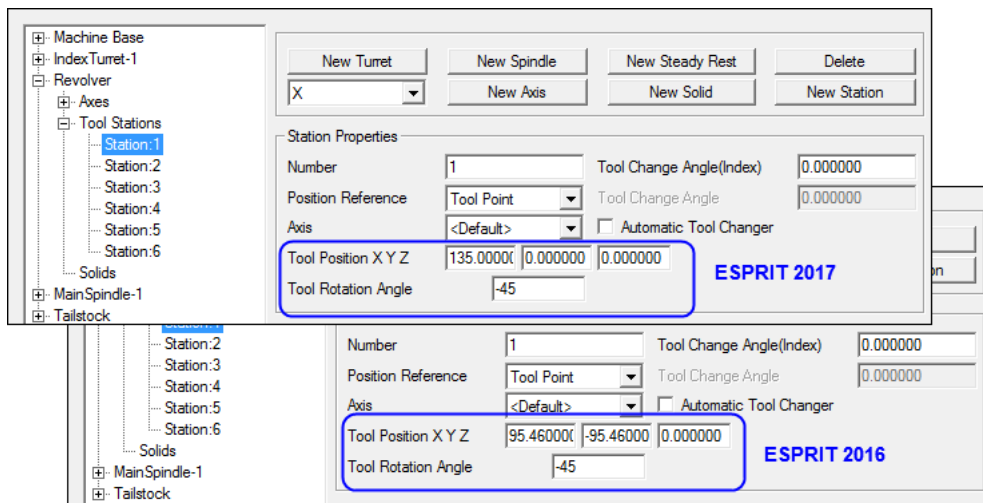 Machine Base
IndexTurret-1
Revolver
Axes
Tool Stations
Station:1
Station:2
Station:3
Station:4
Station:5
Station:6
Solids
MainSpindle-1
Tailstock
New Turret New Spindle New Steady Rest Delete
X New Axis New Solid New Station
Station Properties
Number 1 Tool Change Angle(Index) 0.000000
Position Reference Tool Point Tool Change Angle 0.000000
Axis <Default> Automatic Tool Changer
Tool Position X Y Z 135.00000 0.000000 0.000000
Tool Rotation Angle -45
ESPRIT 2017
on
Station:2
Station:3
Station:4
Station:5
Station:6
Solids
MainSpindle-1
Tailstock
Number 1 Tool Change Angle(Index) 0.000000
Position Reference Tool Point Tool Change Angle 0.000000
Axis <Default> Automatic Tool Changer
Tool Position X Y Z 95.460000 -95.46000 0.000000
Tool Rotation Angle -45
ESPRIT 2016